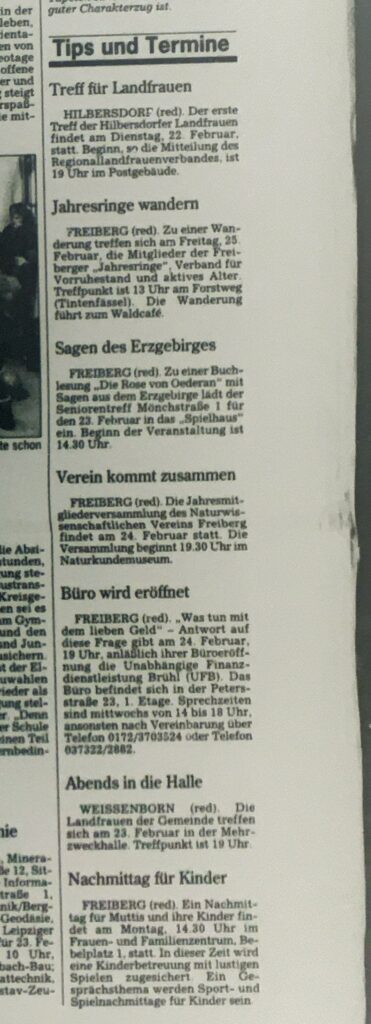 guter Charakterzug ist.
Tips und Termine
Treff für Landfrauen
HILBERSDORF (red). Der erste
Treff der Hilbersdorfer Landfrauen
findet am Dienstag, 22. Februar,
statt. Beginn, so die Mitteilung des
Regionallandfrauenverbandes, ist
19 Uhr im Postgebäude.
Jahresringe wandern
FREIBERG (red). Zu einer Wan-
derung treffen sich am Freitag, 25.
Februar, die Mitglieder der Frei-
berger „Jahresringe“, Verband für
Vorruhestand und aktives Alter.
Treffpunkt ist 13 Uhr am Forstweg
(Tintenfassel). Die Wanderung
führt zum Waldcafé.
Sagen des Erzgebirges
FREIBERG (red). Zu einer Buch-
lesung „Die Rose von Oederan“ mit
Sagen aus dem Erzgebirge lädt der
Seniorentreff Mönchstraße 1 für
den 23. Februar in das „Spielhaus“
ein. Beginn der Veranstaltung ist
14.30 Uhr.
Verein kommt zusammen
FREIBERG (red). Die Jahresmit-
gliederversammlung des Naturwis-
senschaftlichen Vereins Freiberg
findet am 24. Februar statt. Die
Versammlung beginnt 19.30 Uhr im
Naturkundemuseum.
Büro wird eröffnet
FREIBERG (red). „Was tun mit
dem lieben Geld“ – Antwort auf
diese Frage gibt am 24. Februar,
19 Uhr, anläßlich ihrer Büroeröff-
nung die Unabhängige Finanz-
dienstleistung Brühl (UFB). Das
Büro befindet sich in der Peters-
straße 23, 1. Etage. Sprechzeiten
sind mittwochs von 14 bis 18 Uhr,
ansonsten nach Vereinbarung über
Telefon 0172/3703524 oder Telefon
037322/2882.
Abends in die Halle
WEISSENBORN (red). Die
Landfrauen der Gemeinde treffen
sich am 23. Februar in der Mehr-
zweckhalle. Treffpunkt ist 19 Uhr.
Nachmittag für Kinder
FREIBERG (red). Ein Nachmit-
tag für Muttis und ihre Kinder fin-
det am Montag, 14.30 Uhr im
Frauen- und Familienzentrum, Be-
belplatz 1, statt. In dieser Zeit wird
eine Kinderbetreuung mit lustigen
Spielen zugesichert. Ein Ge-
sprächsthema werden Sport- und
Spielnachmittage für Kinder sein.